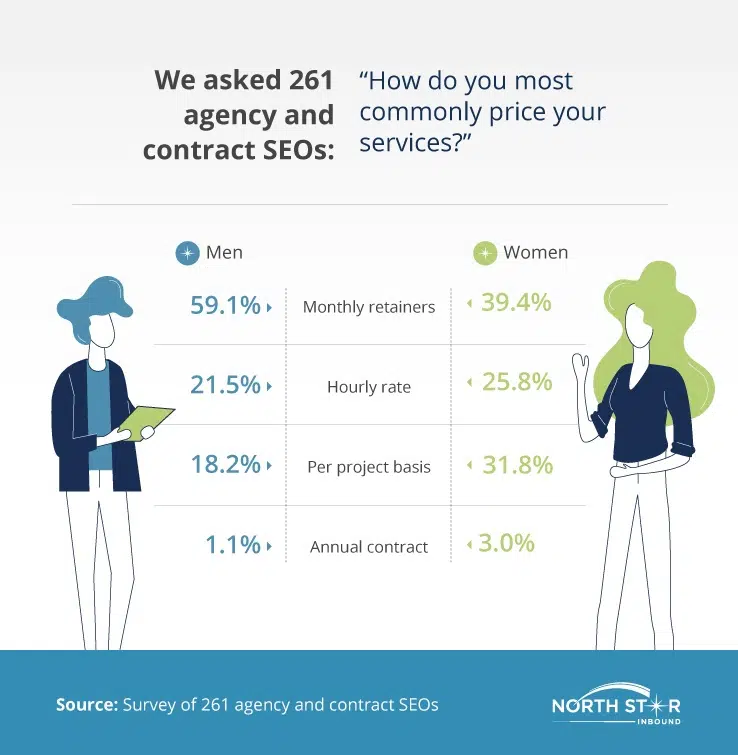 We asked 261
agency and
contract SEOs:
“How do you most
commonly price your
services?”
Men
Women
59.1% Monthly retainers 39.4%
21.5% Hourly rate 25.8%
18.2% Per project basis 31.8%
1.1% Annual contract 3.0%
Source: Survey of 261 agency and contract SEOs
NORTH STAR
INBOUND